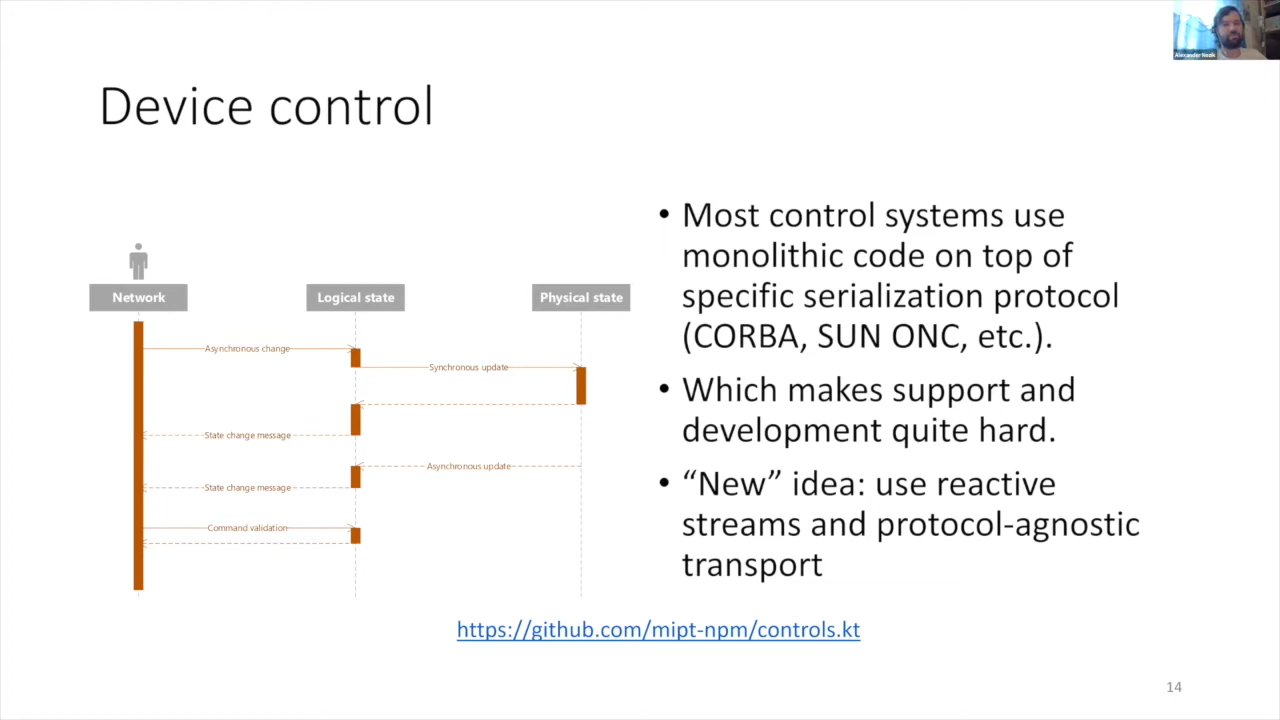 Alexander Nozik
Device control
Network
Logical state
Physical state
Asynchronous change
Synchronous update
State change message
Asynchronous update
State change message
Command validation
• Most control systems use
monolithic code on top of
specific serialization protocol
(CORBA, SUN ONC, etc.).
• Which makes support and
development quite hard.
• “New” idea: use reactive
streams and protocol-agnostic
transport
https://github.com/mipt-npm/controls.kt
14